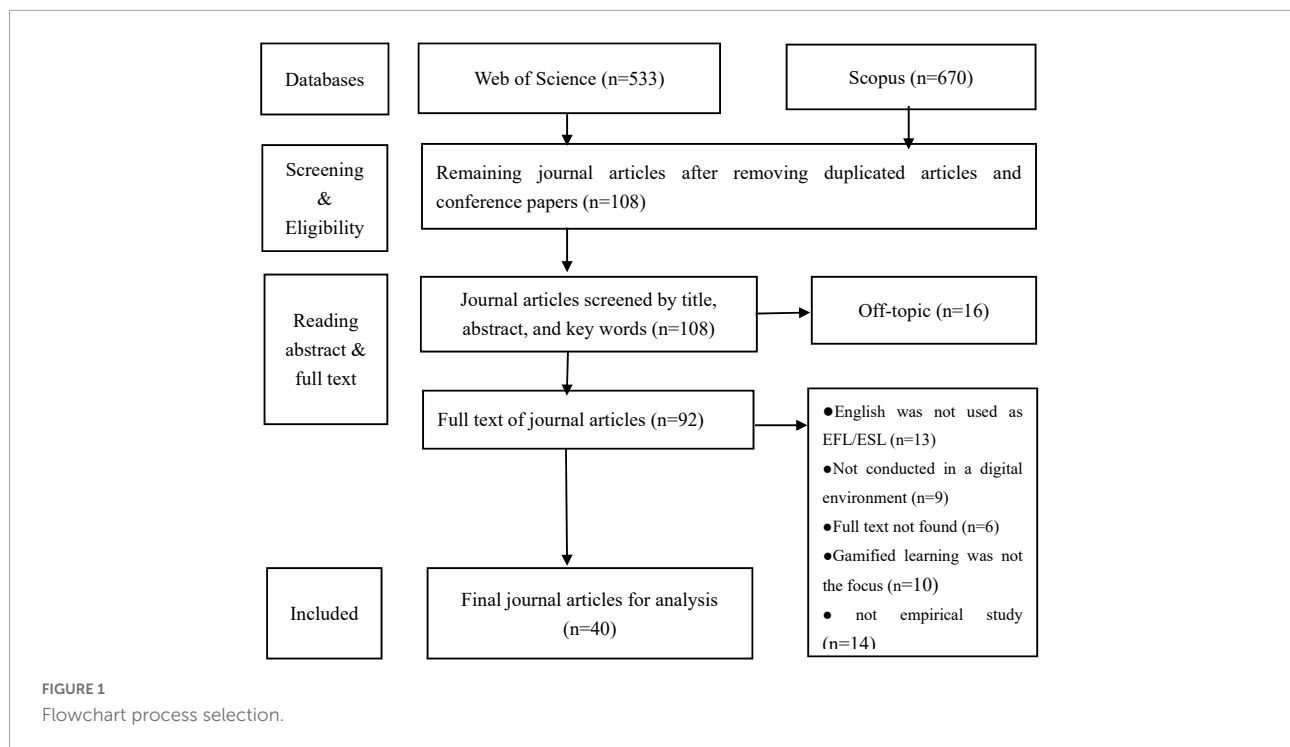 Databases
Web of Science (n=533)
Scopus (n=670)
Screening
&
Eligibility
Remaining journal articles after removing duplicated articles and
conference papers (n=108)
Reading
abstract &
full text
Journal articles screened by title,
abstract, and key words (n=108)
Off-topic (n=16)
Full text of journal articles (n=92)
●English was not used as
EFL/ESL (n=13)
●Not conducted in a digital
environment (n=9)
●Full text not found (n=6)
●Gamified learning was not
the focus (n=10)
● not empirical study
(n=14)
Included
Final journal articles for analysis
(n=40)
FIGURE 1
Flowchart process selection.